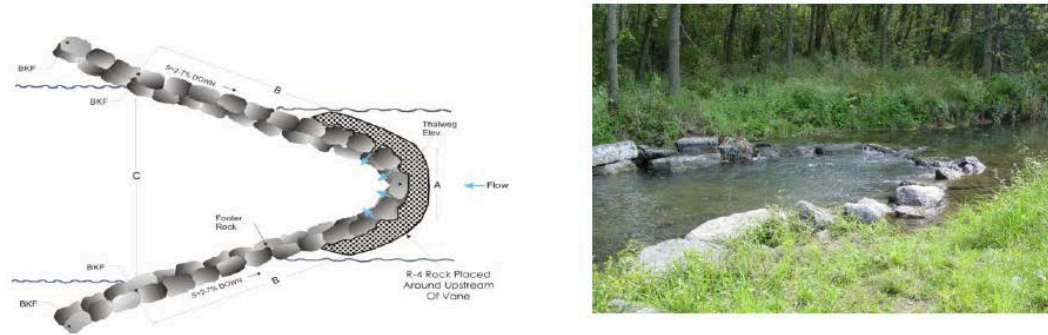 BKF
S=2-7% DOWN
B
BKF
Thalweg
Elev.
C
A
Flow
Footer
Rock
BKF
S=2-7% DOWN
B
BKF
R-4 Rock Placed
Around Upstream
Of Vane